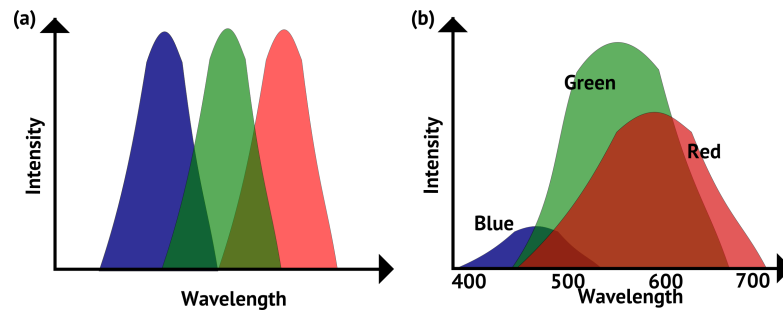 (a)
Intensity
Wavelength
(b)
Intensity
Green
Red
Blue
400 500 600 700
Wavelength